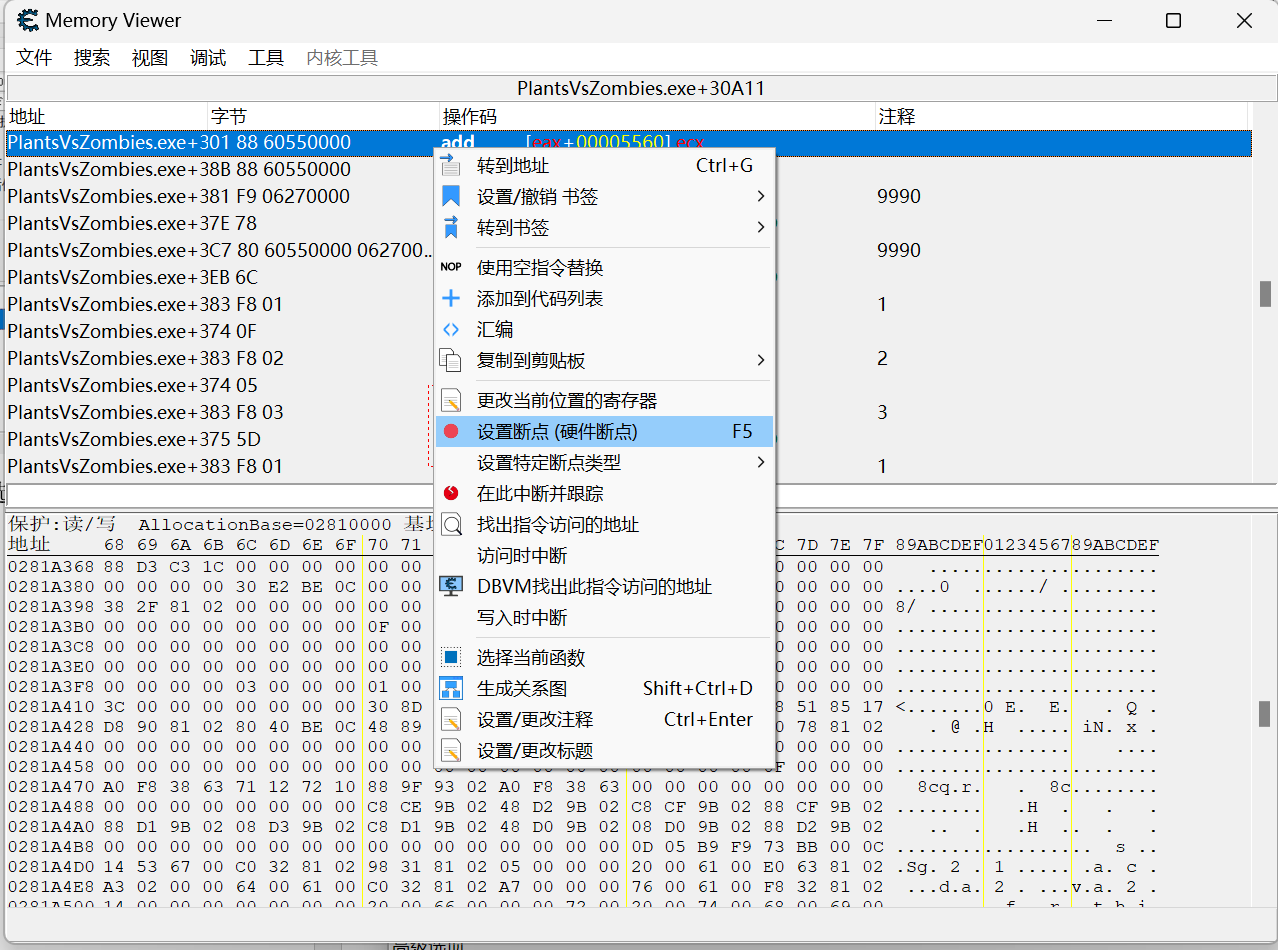 Memory Viewer
文件 搜索 视图 调试 工具 内核工具
PlantsVsZombies.exe+30A11
地址 字节 操作码 注释
PlantsVsZombies.exe+301 88 60550000 add [eax+00005560],ecx
PlantsVsZombies.exe+38B 88 60550000
PlantsVsZombies.exe+381 F9 06270000 9990
PlantsVsZombies.exe+37E 78
PlantsVsZombies.exe+3C7 80 60550000 062700... 9990
PlantsVsZombies.exe+3EB 6C
PlantsVsZombies.exe+383 F8 01 1
PlantsVsZombies.exe+374 0F
PlantsVsZombies.exe+383 F8 02 2
PlantsVsZombies.exe+374 05
PlantsVsZombies.exe+383 F8 03 3
PlantsVsZombies.exe+375 5D
PlantsVsZombies.exe+383 F8 01 1
转到地址 Ctrl+G
设置/撤销 书签
转到书签
NOP 使用空指令替换
添加到代码列表
汇编
复制到剪贴板
更改当前位置的寄存器
设置断点 (硬件断点) F5
设置特定断点类型
在此中断并跟踪
找出指令访问的地址
访问时中断
DBVM找出此指令访问的地址
写入时中断
选择当前函数
生成关系图 Shift+Ctrl+D
设置/更改注释 Ctrl+Enter
设置/更改标题
保护:读/写 AllocationBase=02810000
地址 68 69 6A 6B 6C 6D 6E 6F 70 71 7D 7E 7F 89ABCDEF0123456789ABCDEF
0281A368 88 D3 C3 1C 00 00 00 00 00 00 00 00 00
0281A380 00 00 00 00 30 E2 BE 0C 00 00 00 00 00
0281A398 38 2F 81 02 00 00 00 00 00 00 00 00 00
0281A3B0 00 00 00 00 00 00 00 00 0F 00 00 00 00
0281A3C8 00 00 00 00 00 00 00 00 00 00 00 00 00
0281A3E0 00 00 00 00 00 00 00 00 00 00 00 00 00
0281A3F8 00 00 00 00 03 00 00 00 01 00 00 00 00
0281A410 3C 00 00 00 00 00 00 00 30 8D 51 85 17
0281A428 D8 90 81 02 80 40 BE 0C 48 89 78 81 02
0281A440 00 00 00 00 00 00 00 00 00 00 00 00 00
0281A458 00 00 00 00 00 00 00 00 00 00 00 00 00
0281A470 A0 F8 38 63 71 12 72 10 88 9F 93 02 A0 F8 38 63 00 00 00 00 00 00 00 00
0281A488 00 00 00 00 00 00 00 00 C8 CE 9B 02 48 D2 9B 02 C8 CF 9B 02 88 CF 9B 02
0281A4A0 88 D1 9B 02 08 D3 9B 02 C8 D1 9B 02 48 D0 9B 02 08 D0 9B 02 88 D2 9B 02
0281A4B8 00 00 00 00 00 00 00 00 00 00 00 00 00 00 00 00 0D 05 B9 F9 73 BB 00 0C
0281A4D0 14 53 67 00 C0 32 81 02 98 31 81 02 05 00 00 00 20 00 61 00 E0 63 81 02
0281A4E8 A3 02 00 00 64 00 61 00 C0 32 81 02 A7 00 00 00 76 00 61 00 F8 32 81 02
0281A500 14 00 00 00 20 00 66 00 00 00 72 00 20 00 74 00 68 00 69 00